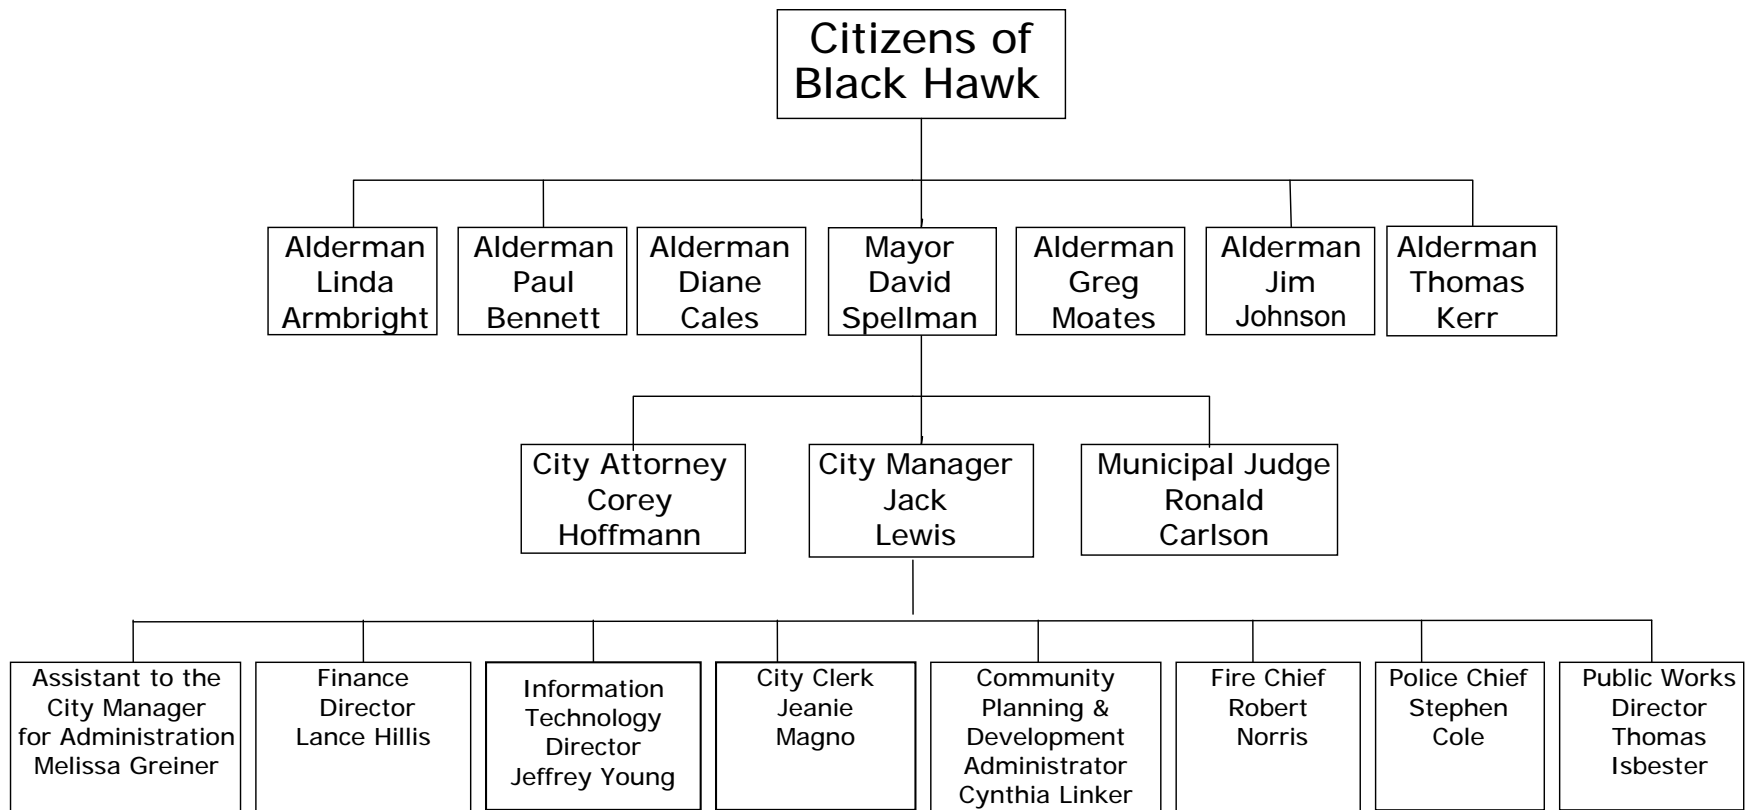 Citizens of
Black Hawk
Alderman
Linda
Armbright
Alderman
Paul
Bennett
Alderman
Diane
Cales
Mayor
David
Spellman
Alderman
Greg
Moates
Alderman
Jim
Johnson
Alderman
Thomas
Kerr
City Attorney
Corey
Hoffmann
City Manager
Jack
Lewis
Municipal Judge
Ronald
Carlson
Assistant to the
City Manager
for Administration
Melissa Greiner
Finance
Director
Lance Hillis
Information
Technology
Director
Jeffrey Young
City Clerk
Jeanie
Magno
Community
Planning &
Development
Administrator
Cynthia Linker
Fire Chief
Robert
Norris
Police Chief
Stephen
Cole
Public Works
Director
Thomas
Isbester